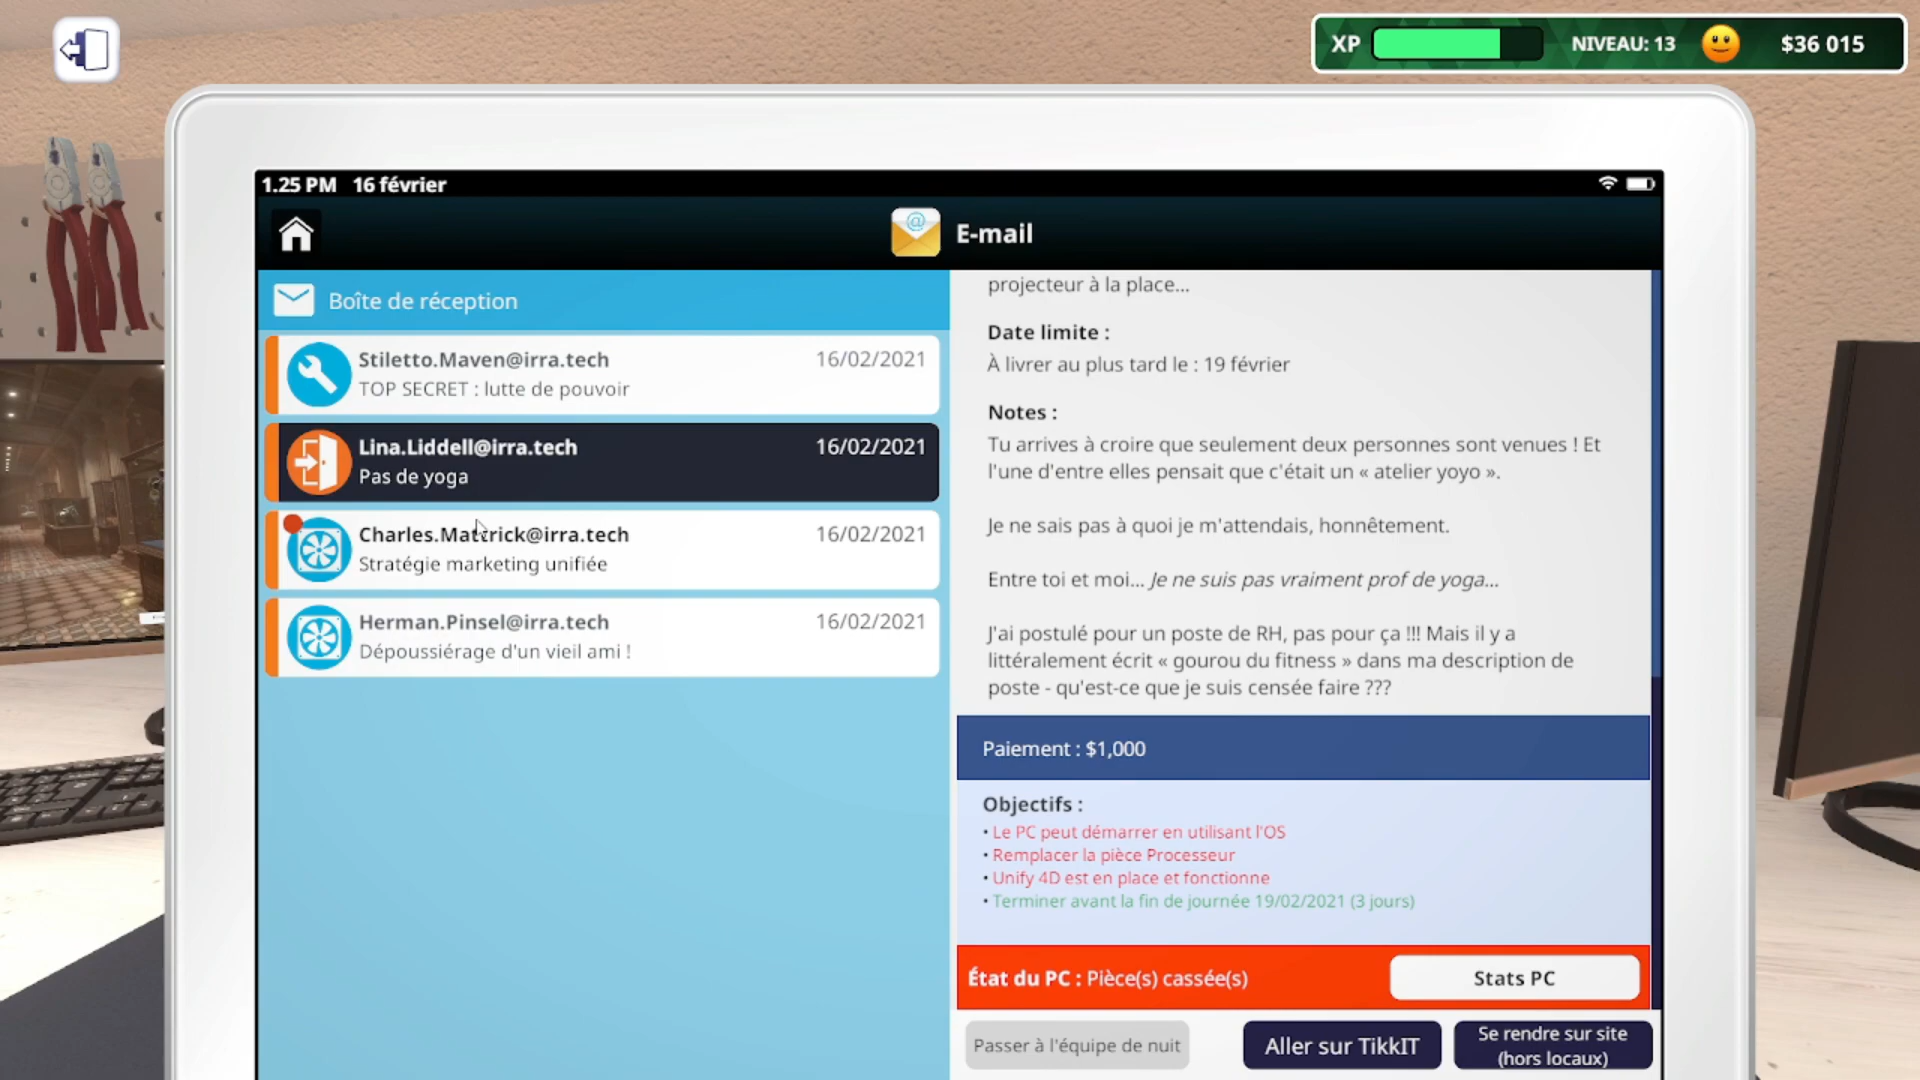 XP
NIVEAU: 13
$36 015
1.25 PM 16 février
E-mail
Boîte de réception
Stiletto.Maven@irra.tech
16/02/2021
TOP SECRET : lutte de pouvoir
Lina.Liddell@irra.tech
16/02/2021
Pas de yoga
Charles.Mattrick@irra.tech
16/02/2021
Stratégie marketing unifiée
Herman.Pinsel@irra.tech
16/02/2021
Dépoussiérage d'un vieil ami !
projecteur à la place...
Date limite :
À livrer au plus tard le : 19 février
Notes :
Tu arrives à croire que seulement deux personnes sont venues ! Et
l'une d'entre elles pensait que c'était un « atelier yoyo ».
Je ne sais pas à quoi je m'attendais, honnêtement.
Entre toi et moi... Je ne suis pas vraiment prof de yoga...
J'ai postulé pour un poste de RH, pas pour ça !!! Mais il y a
littéralement écrit « gourou du fitness » dans ma description de
poste - qu'est-ce que je suis censée faire ???
Paiement : $1,000
Objectifs :
• Le PC peut démarrer en utilisant l'OS
• Remplacer la pièce Processeur
• Unify 4D est en place et fonctionne
• Terminer avant la fin de journée 19/02/2021 (3 jours)
État du PC : Pièce(s) cassée(s)
Stats PC
Passer à l'équipe de nuit
Aller sur TikkIT
Se rendre sur site
(hors locaux)